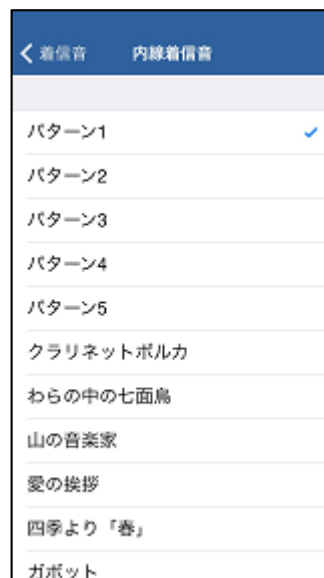 着信音 内線着信音
パターン1
パターン2
パターン3
パターン4
パターン5
クラリネットポルカ
わらの中の七面鳥
山の音楽家
愛の挨拶
四季より「春」
ガボット